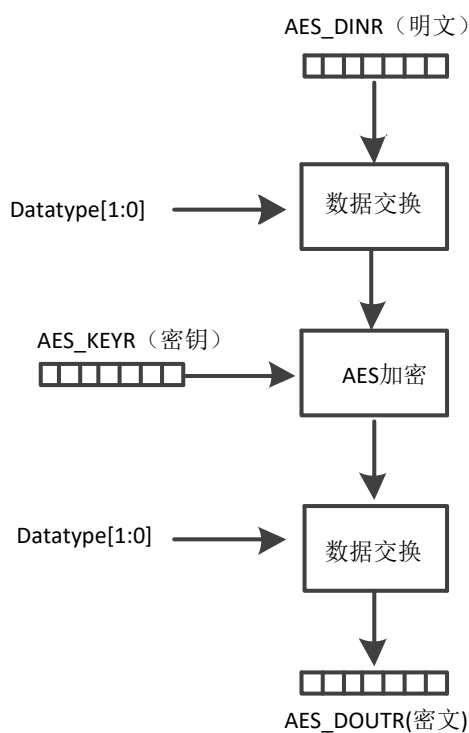 AES_DINR（明文）
数据交换
Datatype[1:0]
AES_KEYR（密钥）
AES加密
Datatype[1:0]
数据交换
AES_DOUTR(密文)